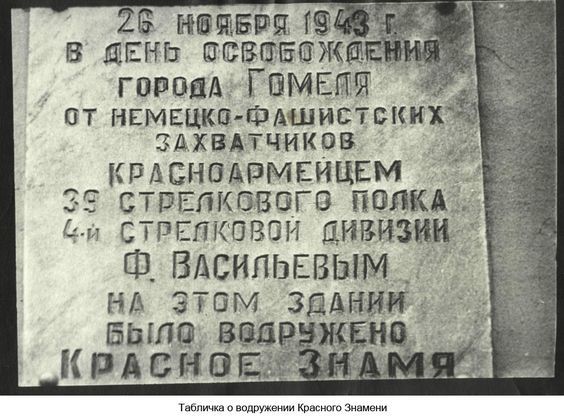 26 НОЯБРЯ 1943 г.
В ДЕНЬ ОСВОБОЖДЕНИЯ
ГОРОДА ГОМЕЛЯ
ОТ НЕМЕЦКО-ФАШИСТСКИХ
ЗАХВАТЧИКОВ
КРАСНОАРМЕЙЦЕМ
39 СТРЕЛКОВОГО ПОЛКА
4-й СТРЕЛКОВОЙ ДИВИЗИИ
Ф. ВАСИЛЬЕВЫМ
НА ЭТОМ ЗДАНИИ
БЫЛО ВОДРУЖЕНО
КРАСНОЕ ЗНАМЯ
Табличка о водружении Красного Знамени